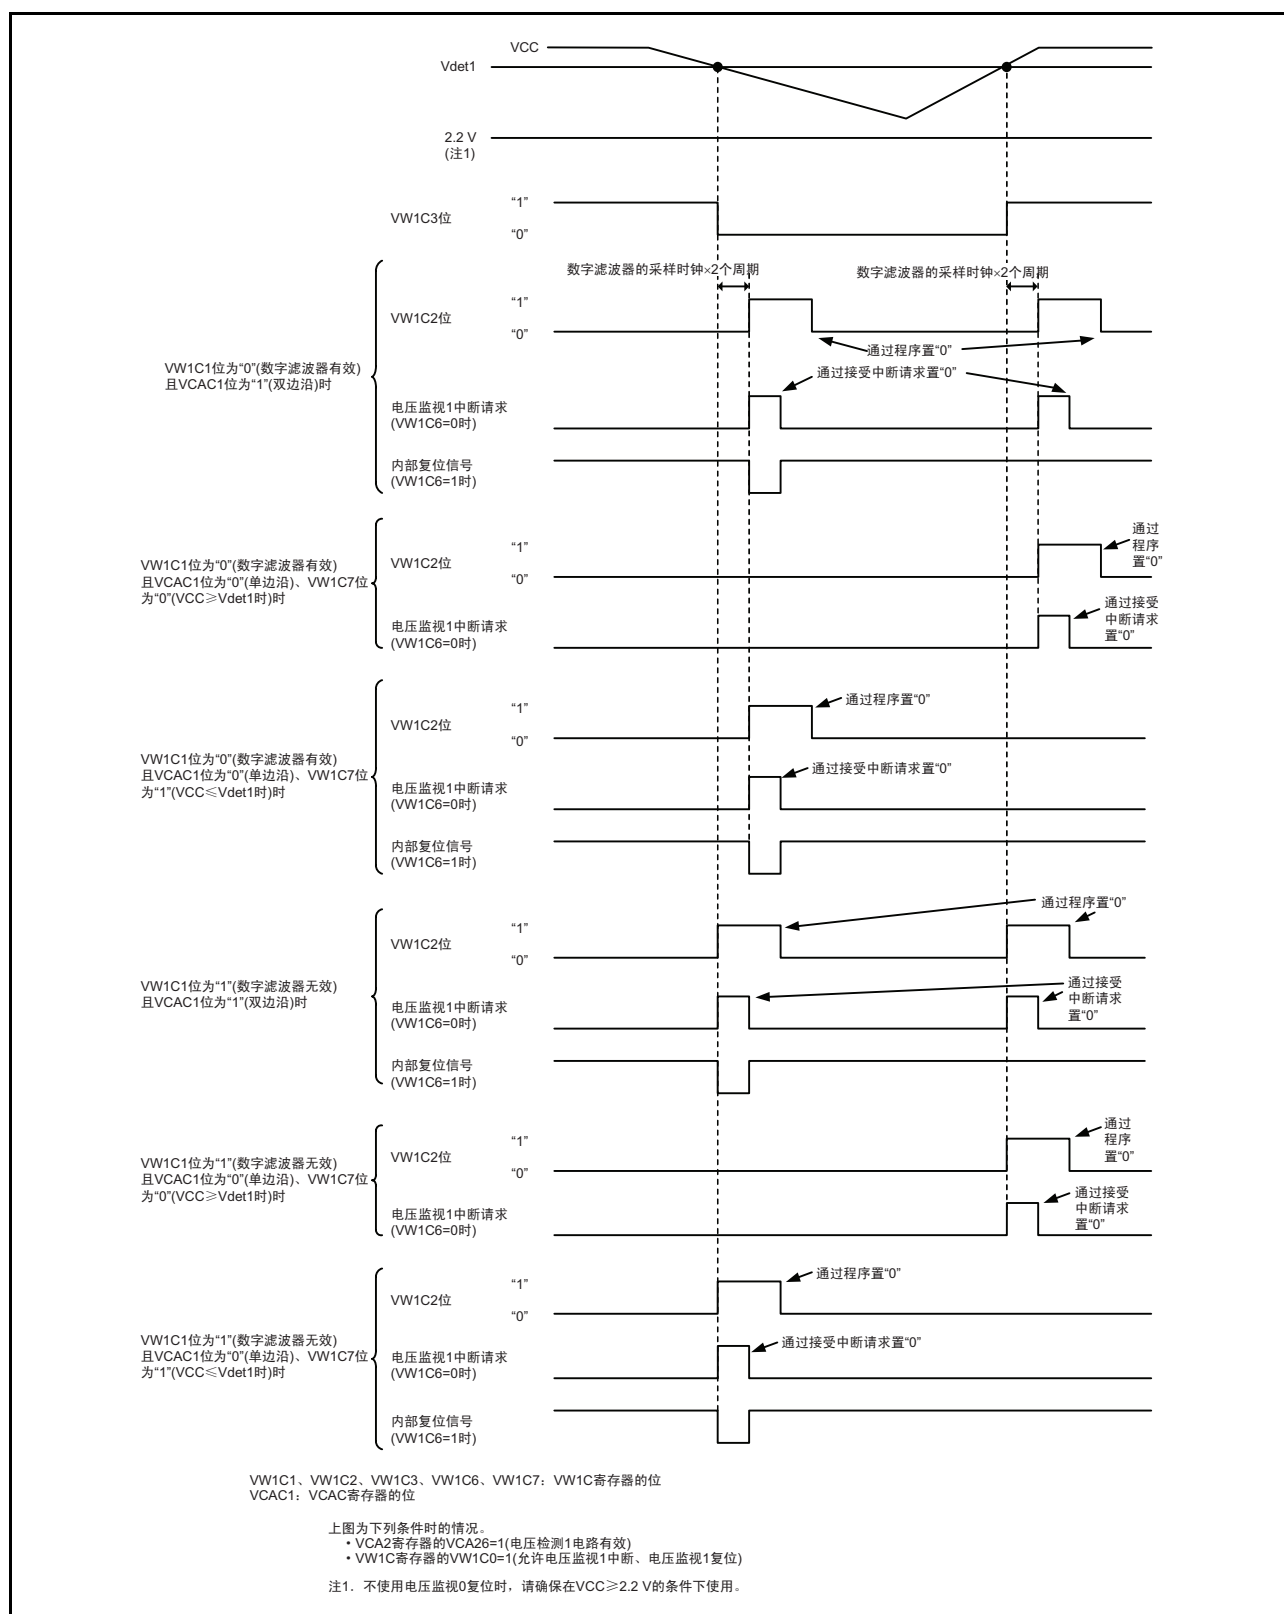 VCC
Vdet1
2.2 V
(注1)
VW1C3位
“1”
“0”
数字滤波器的采样时钟×2个周期
数字滤波器的采样时钟×2个周期
VW1C1位为“0”(数字滤波器有效)
且VCAC1位为“1”(双边沿)时
VW1C2位
“1”
“0”
通过程序置“0”
通过接受中断请求置“0”
电压监视1中断请求
(VW1C6=0时)
内部复位信号
(VW1C6=1时)
VW1C1位为“0”(数字滤波器有效)
且VCAC1位为“0”(单边沿)、VW1C7位
为“0”(VCC≥Vdet1时)时
VW1C2位
“1”
“0”
通过
程序
置“0”
电压监视1中断请求
(VW1C6=0时)
通过接受
中断请求
置“0”
VW1C1位为“0”(数字滤波器有效)
且VCAC1位为“0”(单边沿)、VW1C7位
为“1”(VCC≤Vdet1时)时
VW1C2位
“1”
“0”
通过程序置“0”
电压监视1中断请求
(VW1C6=0时)
通过接受中断请求置“0”
内部复位信号
(VW1C6=1时)
VW1C1位为“1”(数字滤波器无效)
且VCAC1位为“1”(双边沿)时
VW1C2位
“1”
“0”
通过程序置“0”
电压监视1中断请求
(VW1C6=0时)
通过接受
中断请求
置“0”
内部复位信号
(VW1C6=1时)
VW1C1位为“1”(数字滤波器无效)
且VCAC1位为“0”(单边沿)、VW1C7位
为“0”(VCC≥Vdet1时)时
VW1C2位
“1”
“0”
通过
程序
置“0”
电压监视1中断请求
(VW1C6=0时)
通过接受
中断请求
置“0”
VW1C1位为“1”(数字滤波器无效)
且VCAC1位为“0”(单边沿)、VW1C7位
为“1”(VCC≤Vdet1时)时
VW1C2位
“1”
“0”
通过程序置“0”
电压监视1中断请求
(VW1C6=0时)
通过接受中断请求置“0”
内部复位信号
(VW1C6=1时)
VW1C1、VW1C2、VW1C3、VW1C6、VW1C7：VW1C寄存器的位
VCAC1：VCAC寄存器的位
上图为下列条件时的情况。
• VCA2寄存器的VCA26=1(电压检测1电路有效)
• VW1C寄存器的VW1C0=1(允许电压监视1中断、电压监视1复位)
注1. 不使用电压监视0复位时，请确保在VCC≥2.2 V的条件下使用。